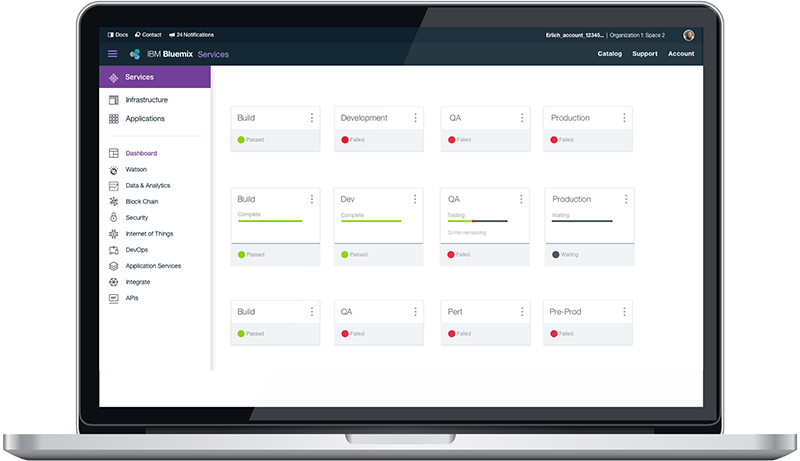 Docs Contact 24 Notifications Erlich_account_12345... | Organization 1: Space 2
IBM Bluemix Services Catalog Support Account
Services
Infrastructure
Applications
Dashboard
Watson
Data & Analytics
Block Chain
Security
Internet of Things
DevOps
Application Services
Integrate
APIs
Build Development QA Production
Passed Failed Failed Failed
Build Dev QA Production
Complete Complete Testing Waiting
13 min remaining
Passed Passed Failed Waiting
Build QA Pert Pre-Prod
Passed Failed Failed Failed